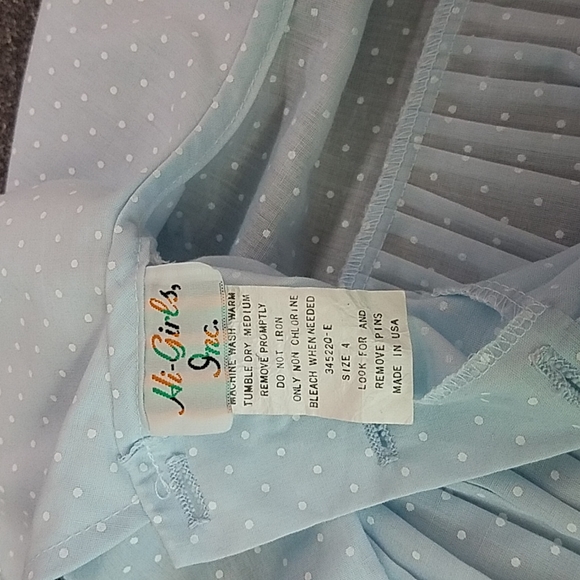 Hi-Girls,
Inc.
MACHINE WASH WARM
TUMBLE DRY MEDIUM
REMOVE PROMPTLY
DO NOT IRON
ONLY NON CHLORINE
BLEACH WHEN NEEDED
345220-E
SIZE 4
LOOK FOR AND
REMOVE PINS
MADE IN USA